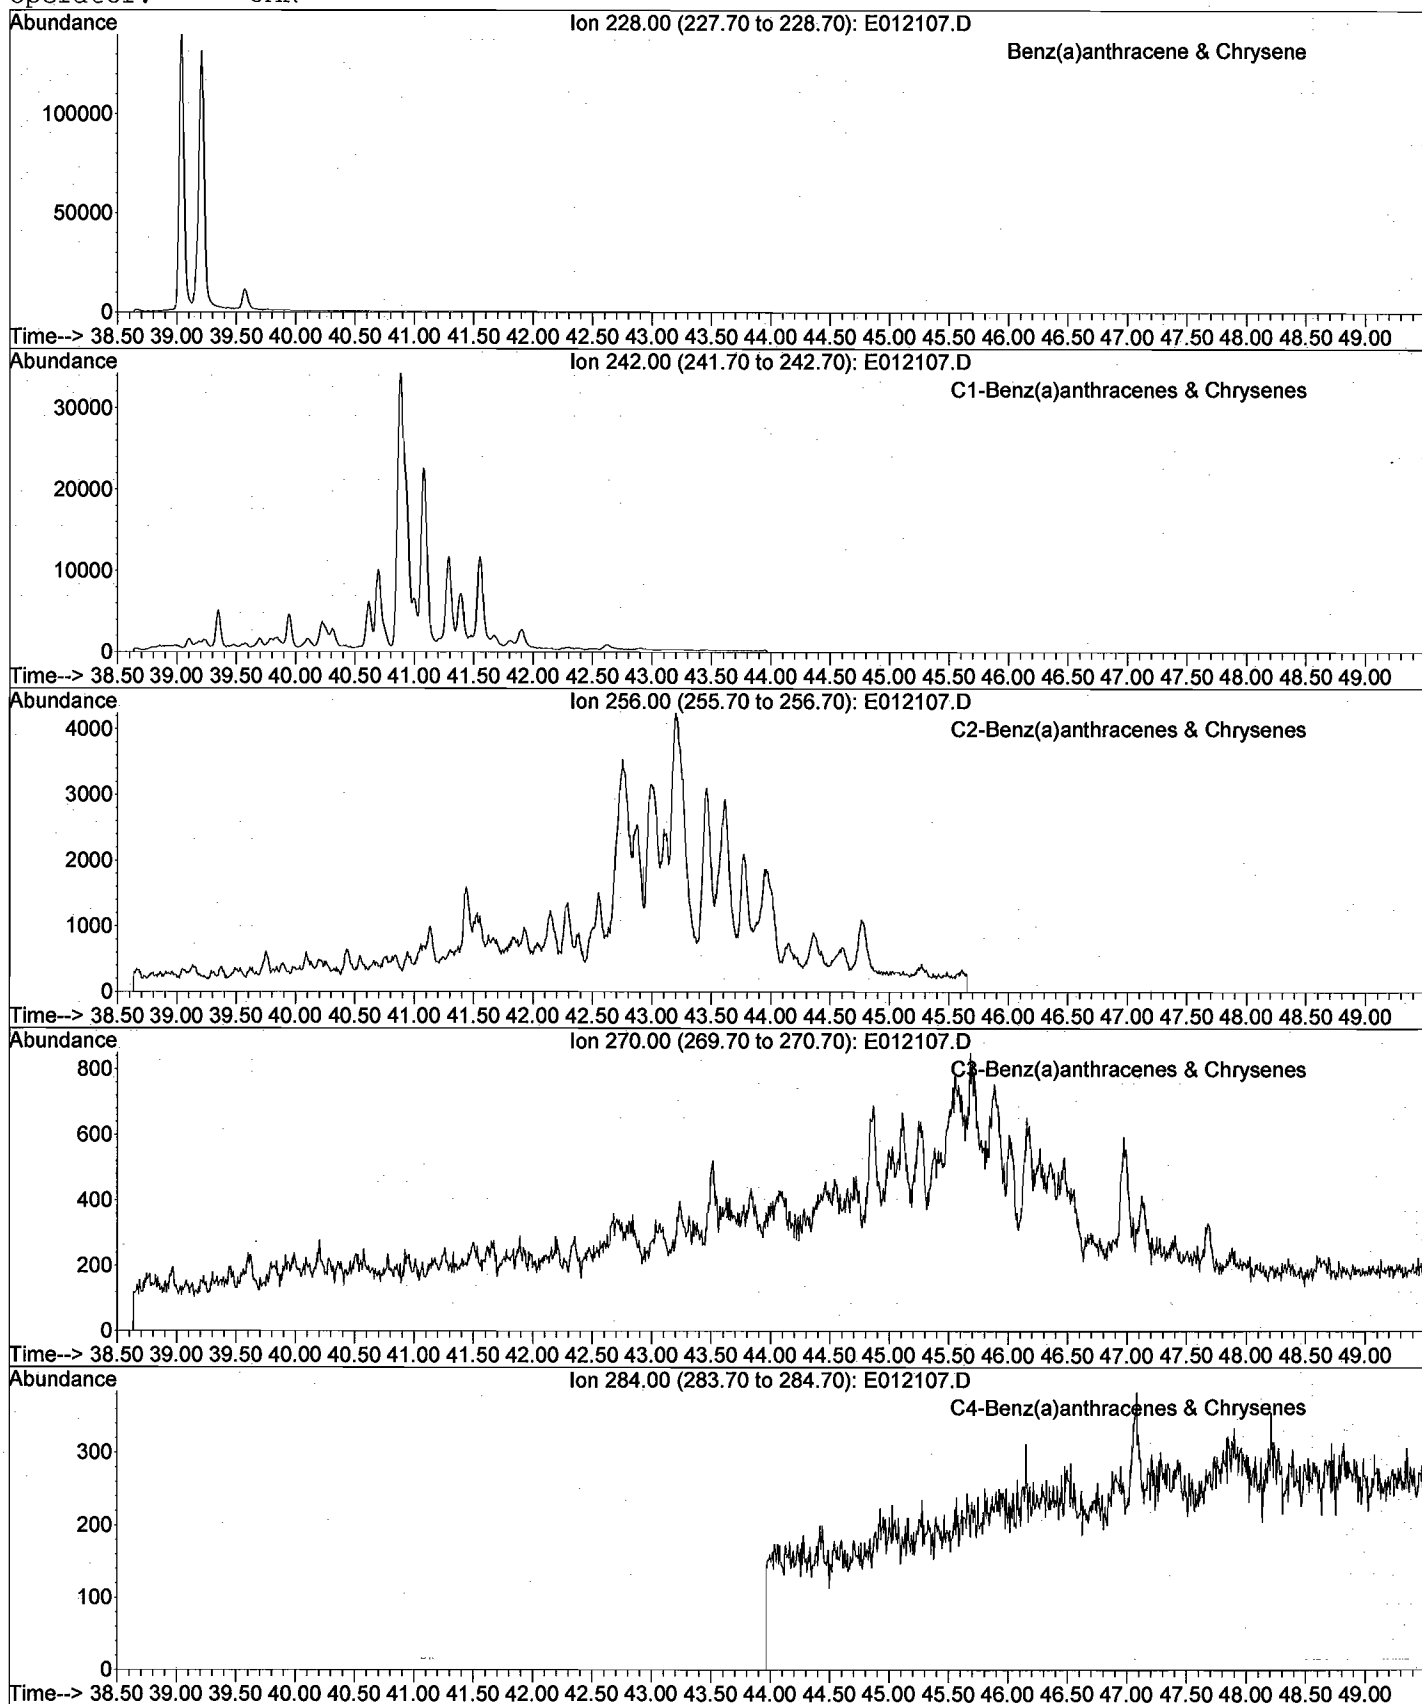 Abundance Ion 228.00 (227.70 to 228.70): E012107.D
Benz(a)anthracene & Chrysene
100000
50000
0
Time--> 38.50 39.00 39.50 40.00 40.50 41.00 41.50 42.00 42.50 43.00 43.50 44.00 44.50 45.00 45.50 46.00 46.50 47.00 47.50 48.00 48.50 49.00
Abundance Ion 242.00 (241.70 to 242.70): E012107.D
C1-Benz(a)anthracenes & Chrysenes
30000
20000
10000
0
Time--> 38.50 39.00 39.50 40.00 40.50 41.00 41.50 42.00 42.50 43.00 43.50 44.00 44.50 45.00 45.50 46.00 46.50 47.00 47.50 48.00 48.50 49.00
Abundance Ion 256.00 (255.70 to 256.70): E012107.D
C2-Benz(a)anthracenes & Chrysenes
4000
3000
2000
1000
0
Time--> 38.50 39.00 39.50 40.00 40.50 41.00 41.50 42.00 42.50 43.00 43.50 44.00 44.50 45.00 45.50 46.00 46.50 47.00 47.50 48.00 48.50 49.00
Abundance Ion 270.00 (269.70 to 270.70): E012107.D
C3-Benz(a)anthracenes & Chrysenes
800
600
400
200
0
Time--> 38.50 39.00 39.50 40.00 40.50 41.00 41.50 42.00 42.50 43.00 43.50 44.00 44.50 45.00 45.50 46.00 46.50 47.00 47.50 48.00 48.50 49.00
Abundance Ion 284.00 (283.70 to 284.70): E012107.D
C4-Benz(a)anthracenes & Chrysenes
300
200
100
0
Time--> 38.50 39.00 39.50 40.00 40.50 41.00 41.50 42.00 42.50 43.00 43.50 44.00 44.50 45.00 45.50 46.00 46.50 47.00 47.50 48.00 48.50 49.00